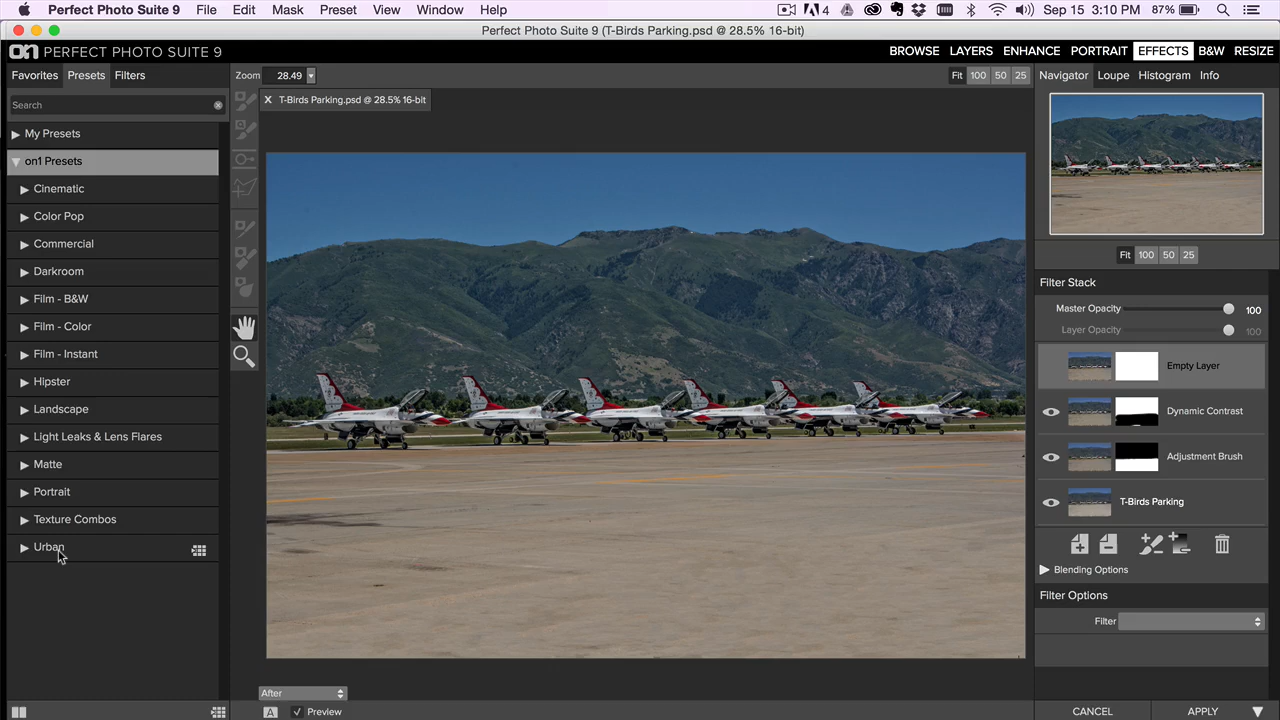 Perfect Photo Suite 9 File Edit Mask Preset View Window Help 4 Sep 15 3:10 PM 87%
PERFECT PHOTO SUITE 9 (T-Birds Parking.psd @ 28.5% 16-bit)
on1 PERFECT PHOTO SUITE 9 BROWSE LAYERS ENHANCE PORTRAIT EFFECTS B&W RESIZE
Favorites Presets Filters
Search
My Presets
on1 Presets
Cinematic
Color Pop
Commercial
Darkroom
Film - B&W
Film - Color
Film - Instant
Hipster
Landscape
Light Leaks & Lens Flares
Matte
Portrait
Texture Combos
Urban
Zoom 28.49 Fit 100 50 25
X T-Birds Parking.psd @ 28.5% 16-bit
After
A Preview
Navigator Loupe Histogram Info
Fit 100 50 25
Filter Stack
Master Opacity 100
Layer Opacity 100
Empty Layer
Dynamic Contrast
Adjustment Brush
T-Birds Parking
Blending Options
Filter Options
Filter
CANCEL APPLY